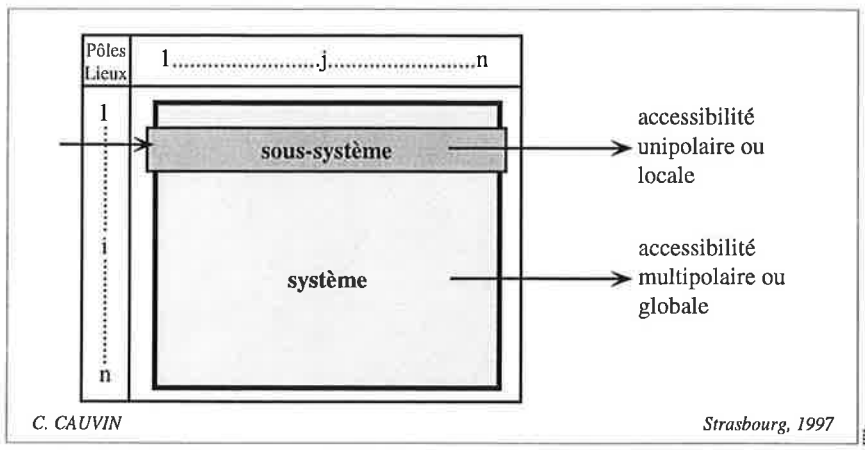 Pôles
Lieux
1........................j..........................n
1
i
n
sous-système
système
accessibilité
unipolaire ou
locale
accessibilité
multipolaire ou
globale
C. CAUVIN
Strasbourg, 1997